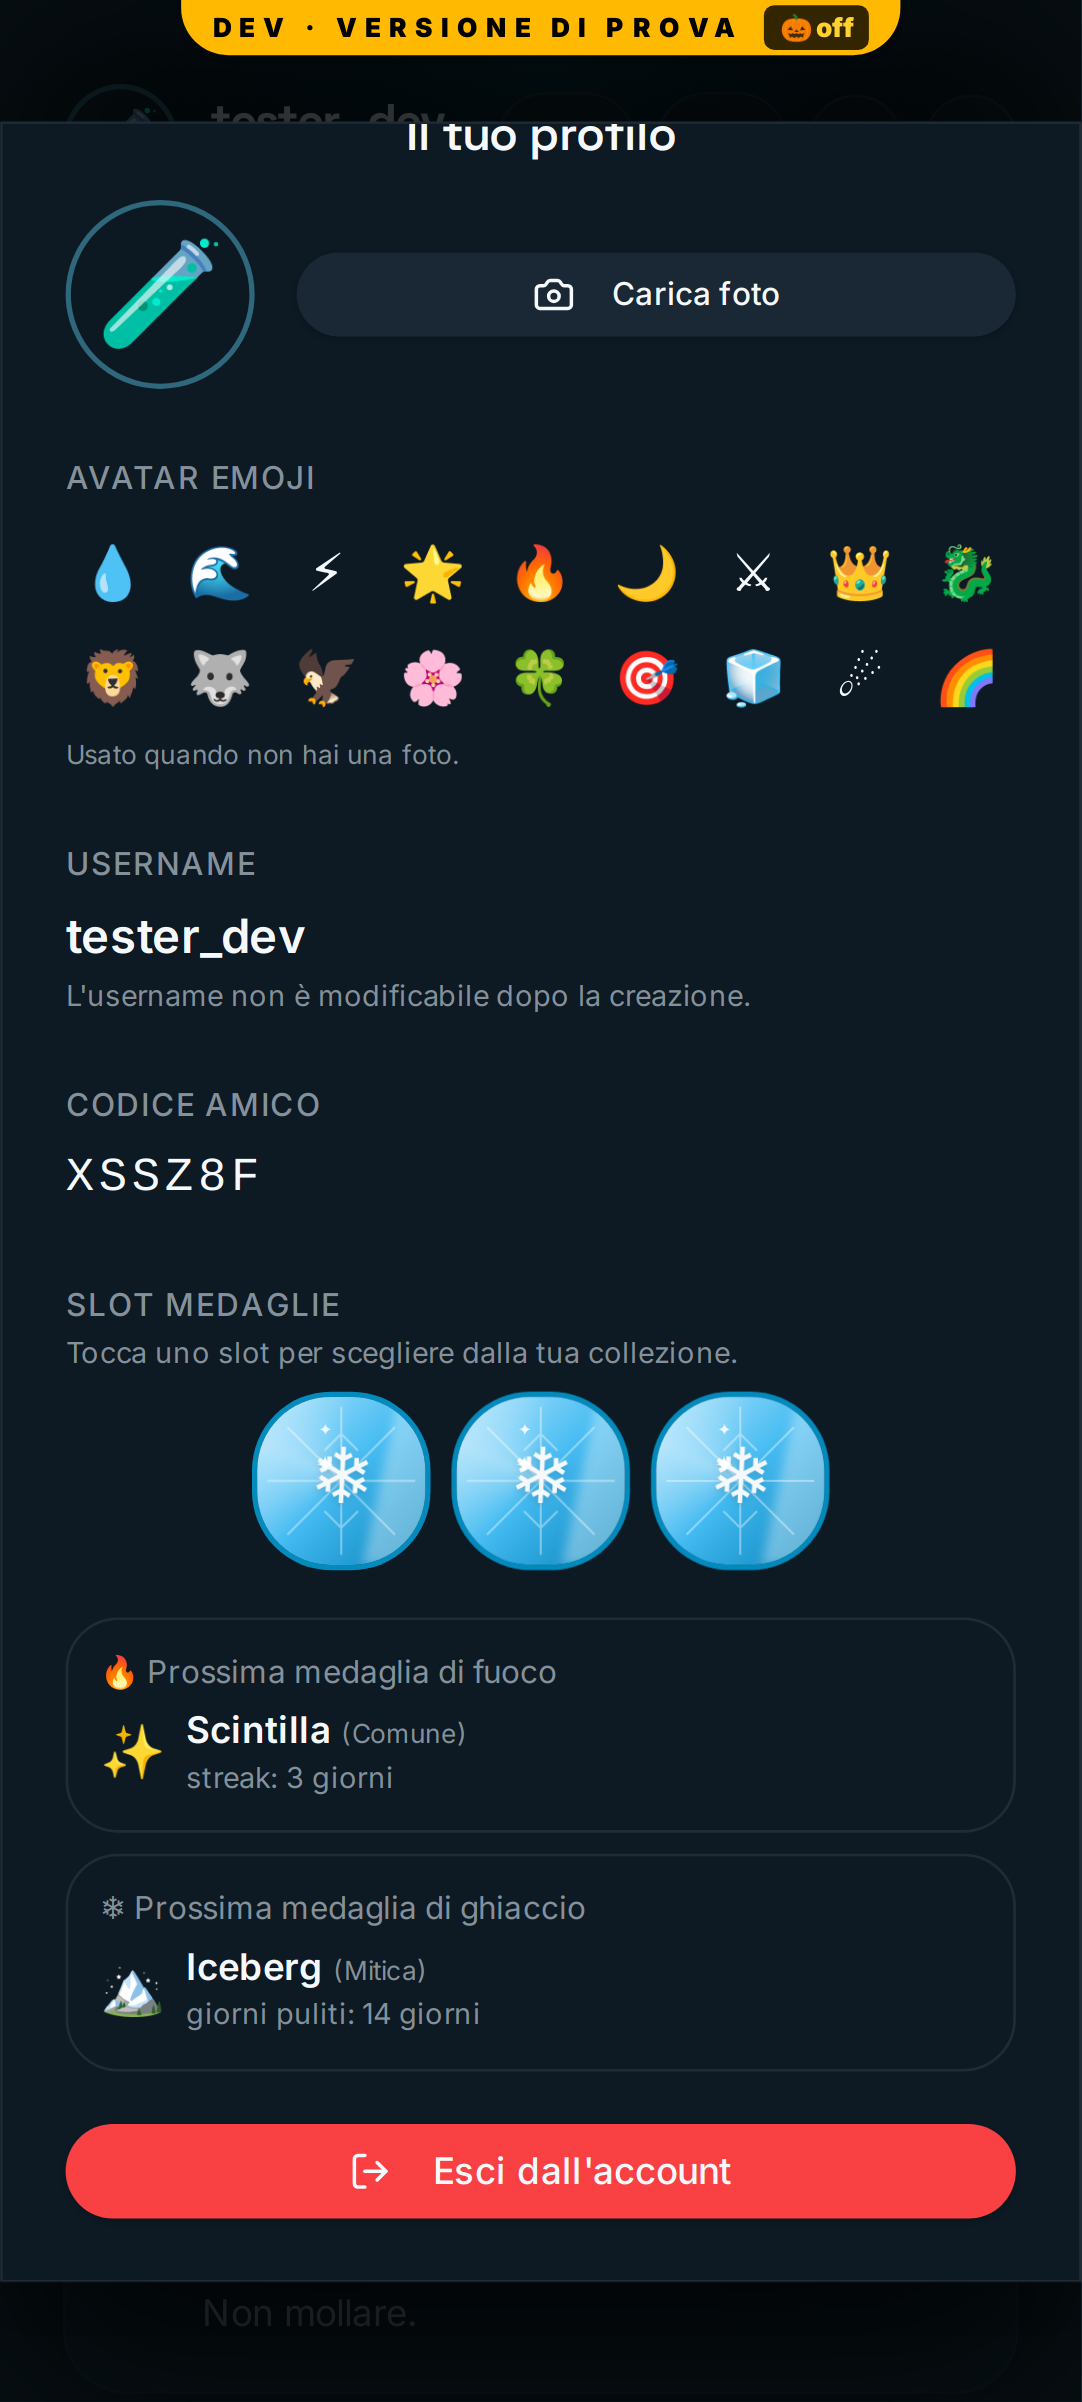 DEV · VERSIONE DI PROVA 🎃 off
tester_dev
Il tuo profilo
Carica foto
AVATAR EMOJI
Usato quando non hai una foto.
USERNAME
tester_dev
L'username non è modificabile dopo la creazione.
CODICE AMICO
XSSZ8F
SLOT MEDAGLIE
Tocca uno slot per scegliere dalla tua collezione.
🔥 Prossima medaglia di fuoco
Scintilla (Comune)
streak: 3 giorni
❄ Prossima medaglia di ghiaccio
Iceberg (Mitica)
giorni puliti: 14 giorni
Esci dall'account
Non mollare.